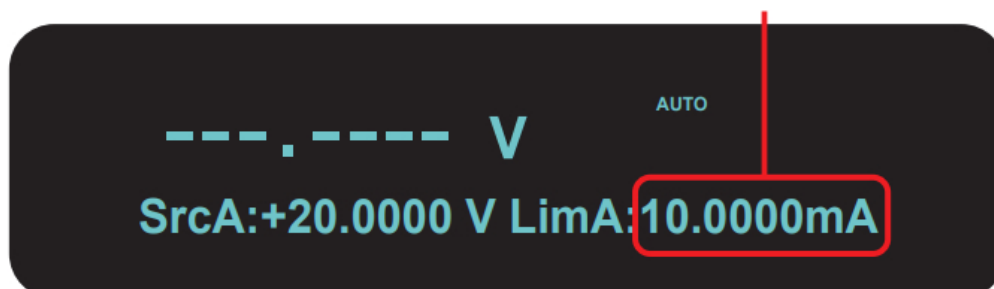 AUTO
---.---- V
SrcA:+20.0000 V LimA:10.0000mA